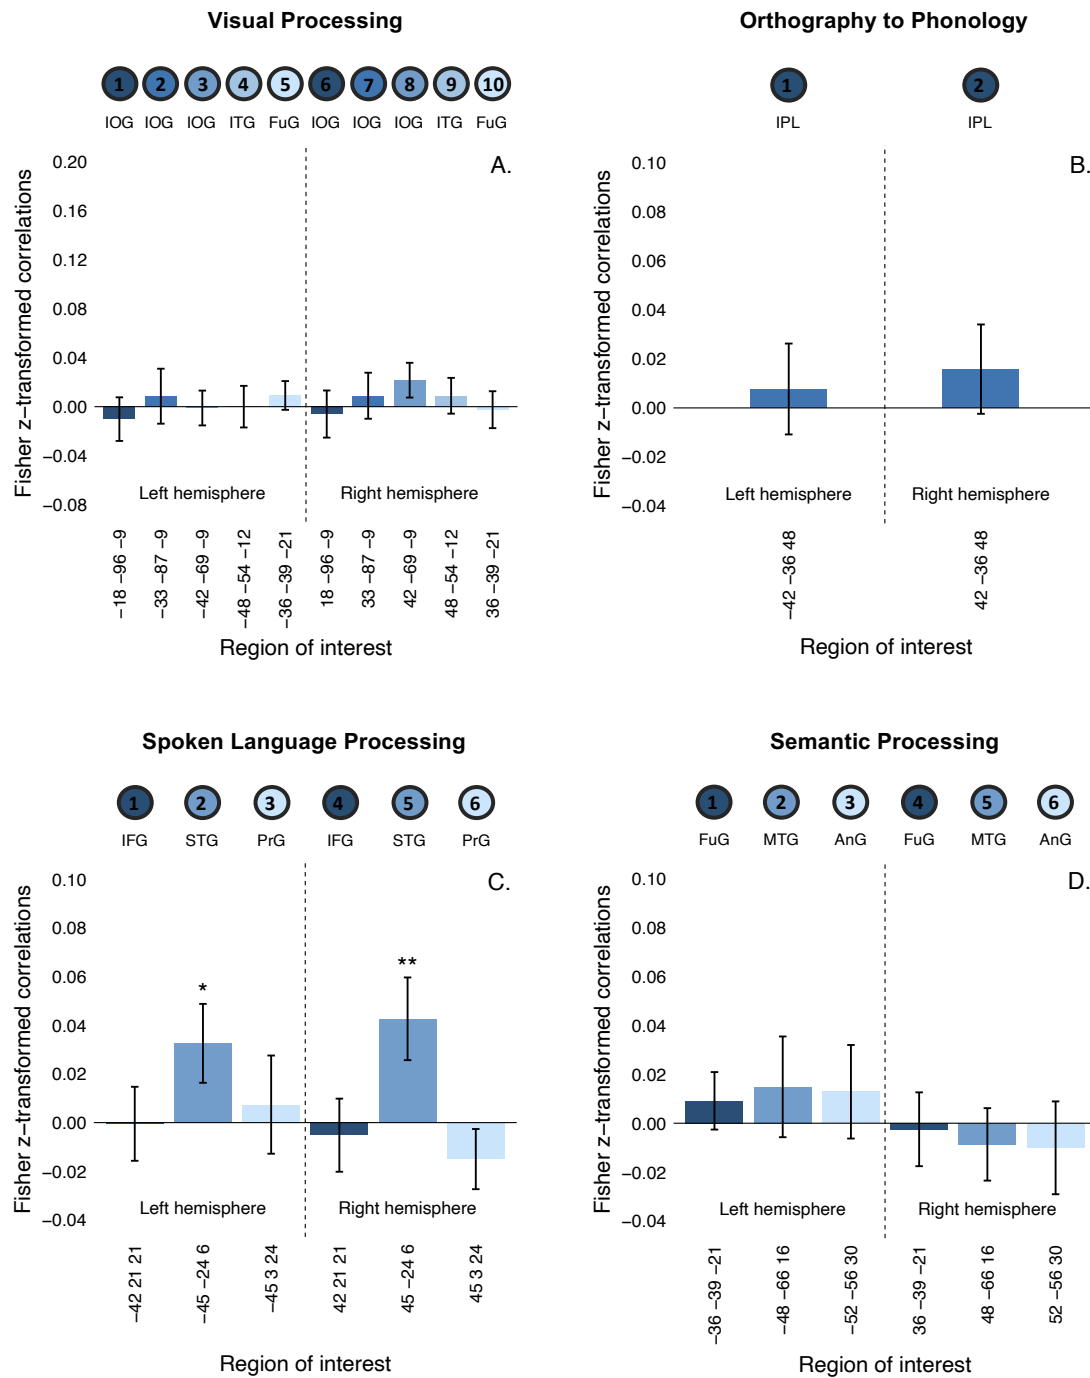 Visual Processing
1 2 3 4 5 6 7 8 9 10
IOG IOG IOG ITG FuG IOG IOG IOG ITG FuG
A.
Fisher z−transformed correlations
0.20
0.16
0.12
0.08
0.04
0.00
−0.04
−0.08
Left hemisphere Right hemisphere
−18 −96 −9
−33 −87 −9
−42 −69 −9
−48 −54 −12
−36 −39 −21
18 −96 −9
33 −87 −9
42 −69 −9
48 −54 −12
36 −39 −21
Region of interest
Orthography to Phonology
1 2
IPL IPL
B.
Fisher z−transformed correlations
0.10
0.08
0.06
0.04
0.02
0.00
−0.02
−0.04
Left hemisphere Right hemisphere
−42 −36 48
42 −36 48
Region of interest
Spoken Language Processing
1 2 3 4 5 6
IFG STG PrG IFG STG PrG
C.
Fisher z−transformed correlations
0.10
0.08
0.06
0.04
0.02
0.00
−0.02
−0.04
* **
Left hemisphere Right hemisphere
−42 21 21
−45 −24 6
−45 3 24
42 21 21
45 −24 6
45 3 24
Region of interest
Semantic Processing
1 2 3 4 5 6
FuG MTG AnG FuG MTG AnG
D.
Fisher z−transformed correlations
0.10
0.08
0.06
0.04
0.02
0.00
−0.02
−0.04
Left hemisphere Right hemisphere
−36 −39 −21
−48 −66 16
−52 −56 30
36 −39 −21
48 −66 16
52 −56 30
Region of interest